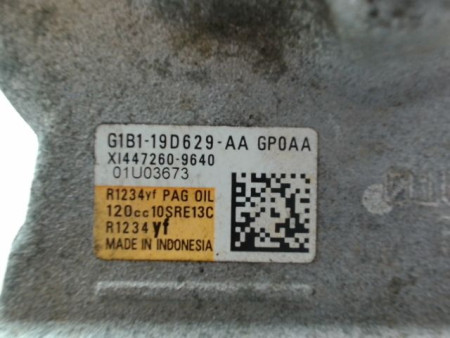 G1B1-19D629-AA GP0AA
XI447260-9640
01U03673
R1234yf PAG OIL
120cc10SRE13C
R1234yf
MADE IN INDONESIA